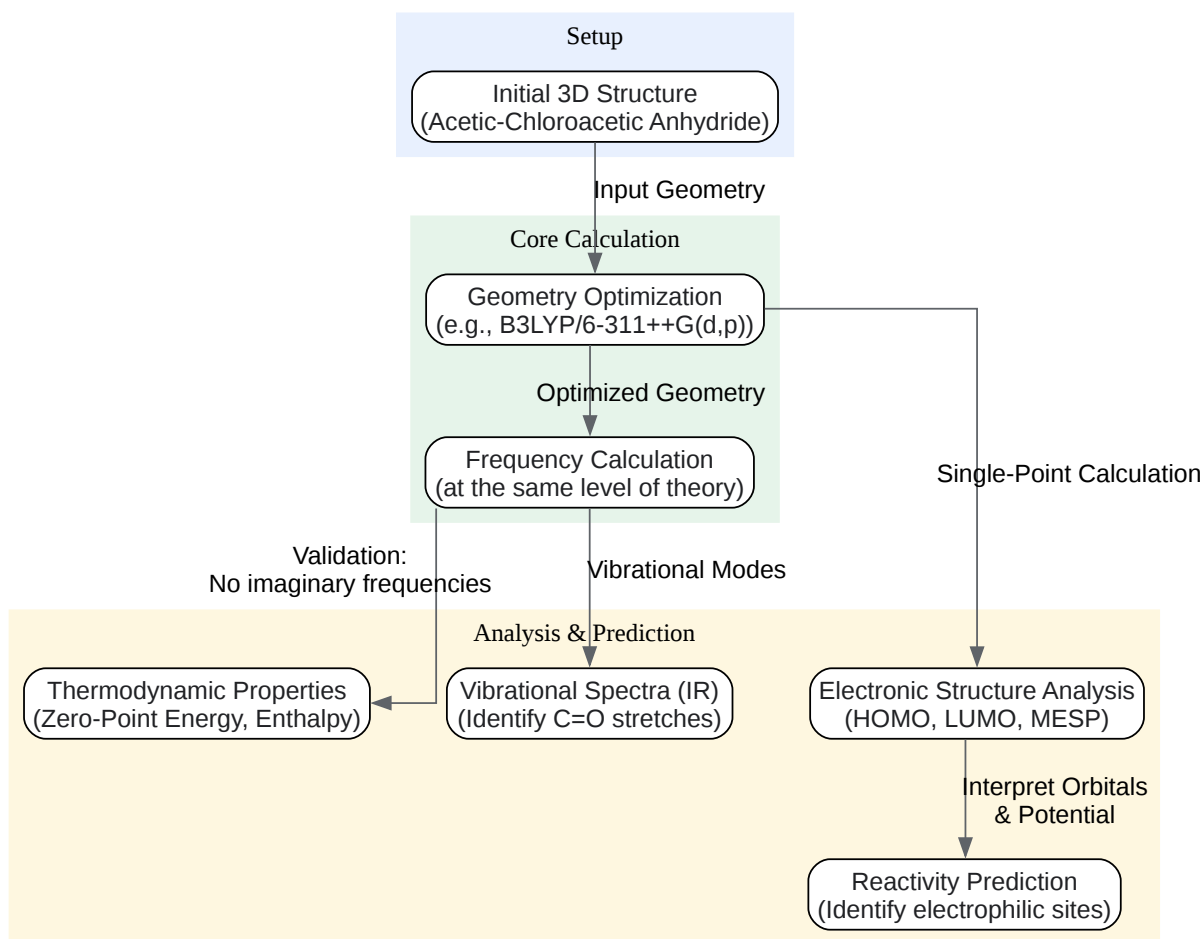 Setup
Initial 3D Structure
(Acetic-Chloroacetic Anhydride)
Input Geometry
Core Calculation
Geometry Optimization
(e.g., B3LYP/6-311++G(d,p))
Optimized Geometry
Frequency Calculation
(at the same level of theory)
Single-Point Calculation
Validation:
No imaginary frequencies
Vibrational Modes
Analysis & Prediction
Thermodynamic Properties
(Zero-Point Energy, Enthalpy)
Vibrational Spectra (IR)
(Identify C=O stretches)
Electronic Structure Analysis
(HOMO, LUMO, MESP)
Interpret Orbitals
& Potential
Reactivity Prediction
(Identify electrophilic sites)